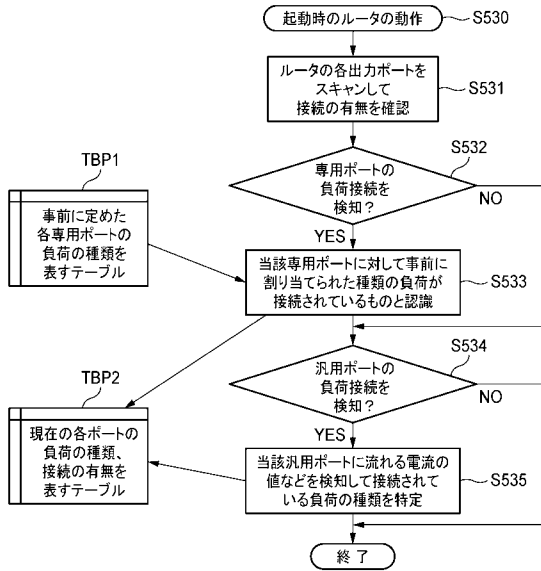 起動時のルータの動作
S530
ルータの各出力ポートを
スキャンして
接続の有無を確認
S531
専用ポートの
負荷接続を
検知？
S532
NO
YES
TBP1
事前に定めた
各専用ポートの
負荷の種類を
表すテーブル
当該専用ポートに対して事前に
割り当てられた種類の負荷が
接続されているものと認識
S533
汎用ポートの
負荷接続を
検知？
S534
NO
YES
TBP2
現在の各ポートの
負荷の種類、
接続の有無を
表すテーブル
当該汎用ポートに流れる電流の
値などを検知して接続されて
いる負荷の種類を特定
S535
終了